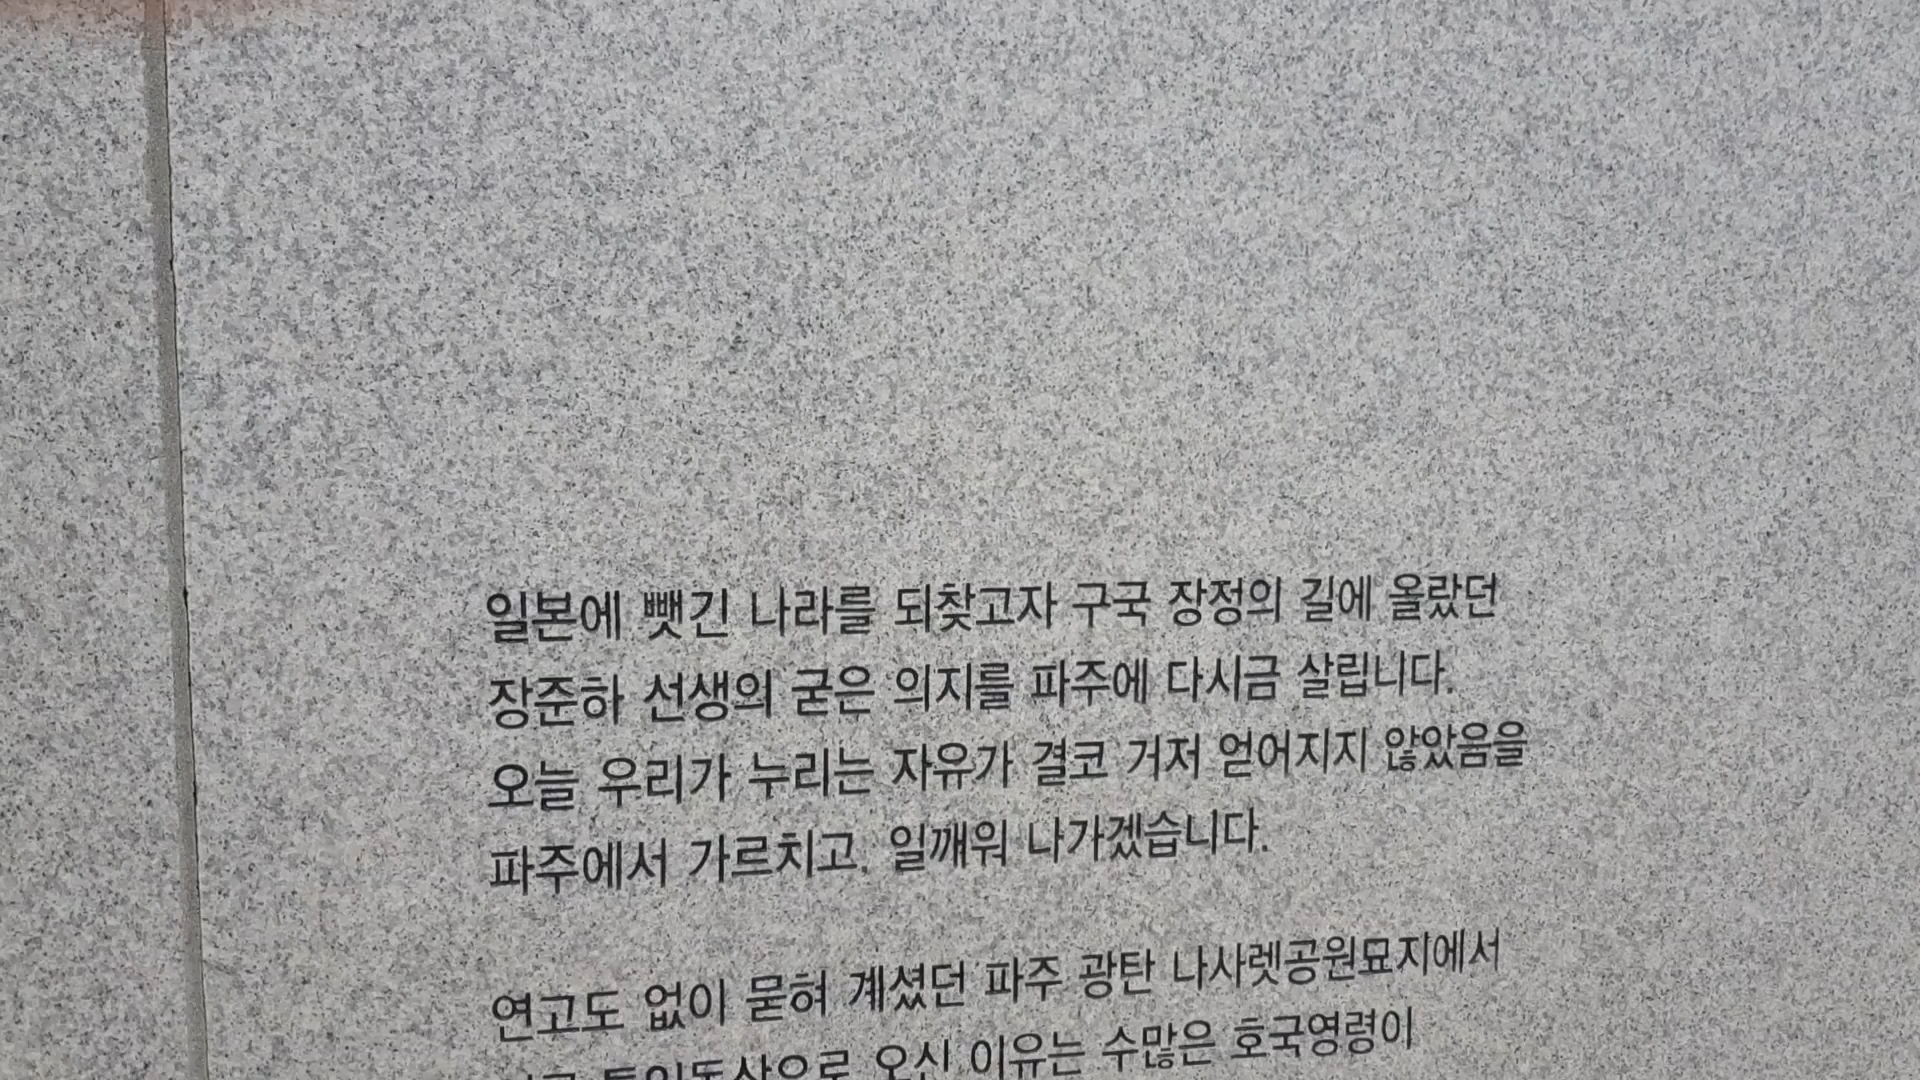 일본에 뺏긴 나라를 되찾고자 구국 장정의 길에 올랐던
장준하 선생의 굳은 의지를 파주에 다시금 살립니다.
오늘 우리가 누리는 자유가 결코 거저 얻어지지 않았음을
파주에서 가르치고, 일깨워 나가겠습니다.
연고도 없이 묻혀 계셨던 파주 광탄 나사렛공원묘지에서
오신 이유는 수많은 호국영령이